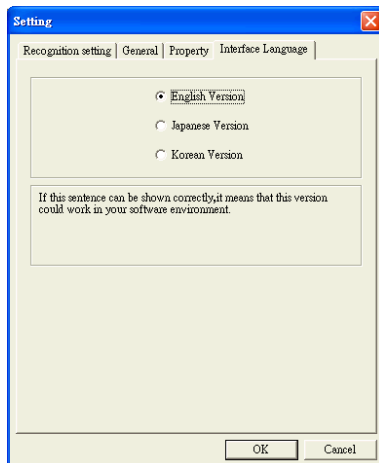 Setting
Recognition setting General Property Interface Language
English Version
Japanese Version
Korean Version
If this sentence can be shown correctly,it means that this version
could work in your software environment.
OK Cancel